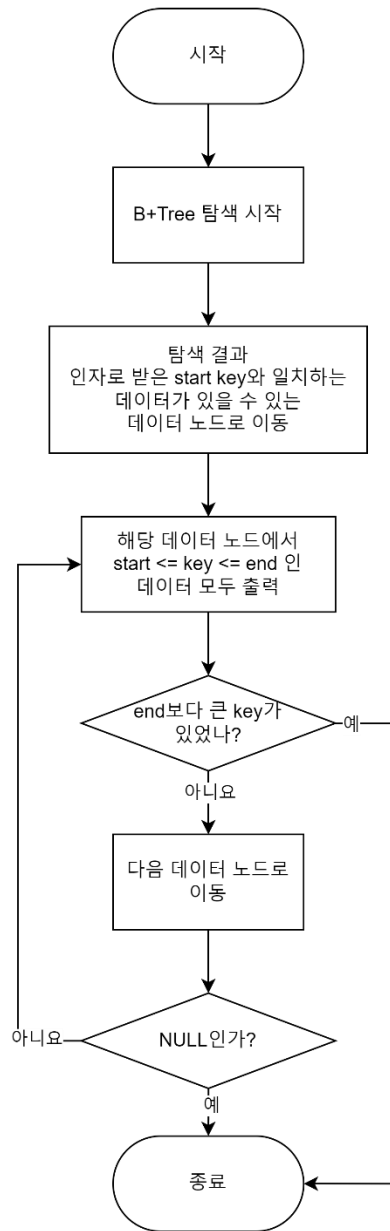 시작
B+Tree 탐색 시작
탐색 결과
인자로 받은 start key와 일치하는
데이터가 있을 수 있는
데이터 노드로 이동
해당 데이터 노드에서
start <= key <= end 인
데이터 모두 출력
end보다 큰 key가
있었나?
예
아니요
다음 데이터 노드로
이동
NULL인가?
아니요
예
종료